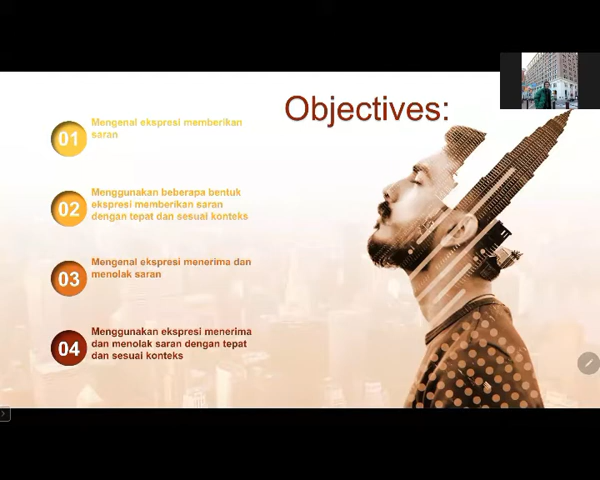 Objectives:
01
Mengenal ekspresi memberikan
saran
02
Menggunakan beberapa bentuk
ekspresi memberikan saran
dengan tepat dan sesuai konteks
03
Mengenal ekspresi menerima dan
menolak saran
04
Menggunakan ekspresi menerima
dan menolak saran dengan tepat
dan sesuai konteks